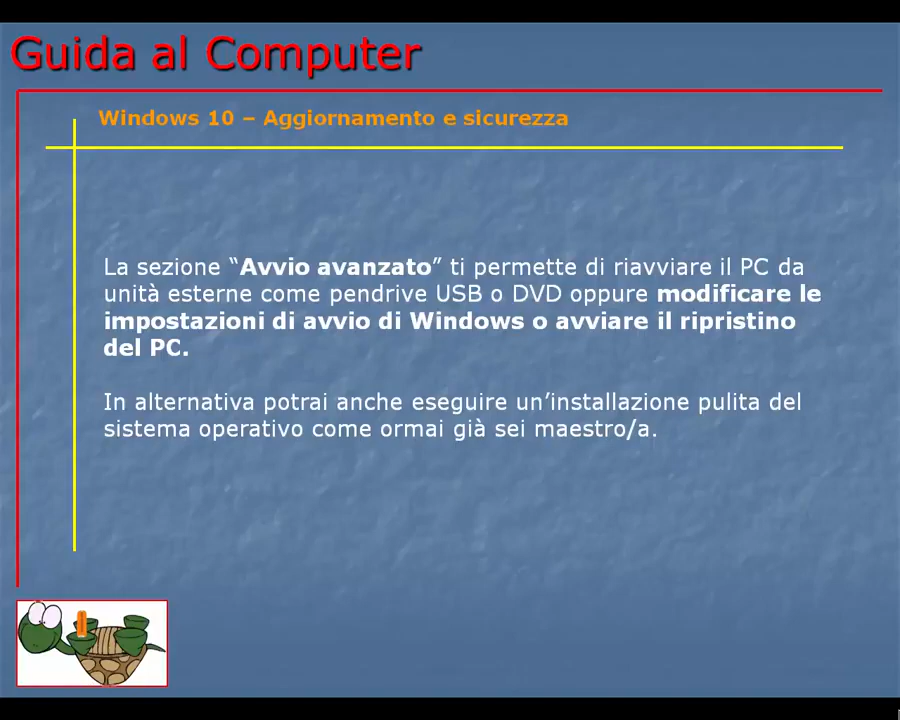 Guida al Computer
Windows 10 – Aggiornamento e sicurezza
La sezione “Avvio avanzato” ti permette di riavviare il PC da
unità esterne come pendrive USB o DVD oppure modificare le
impostazioni di avvio di Windows o avviare il ripristino
del PC.
In alternativa potrai anche eseguire un’installazione pulita del
sistema operativo come ormai già sei maestro/a.